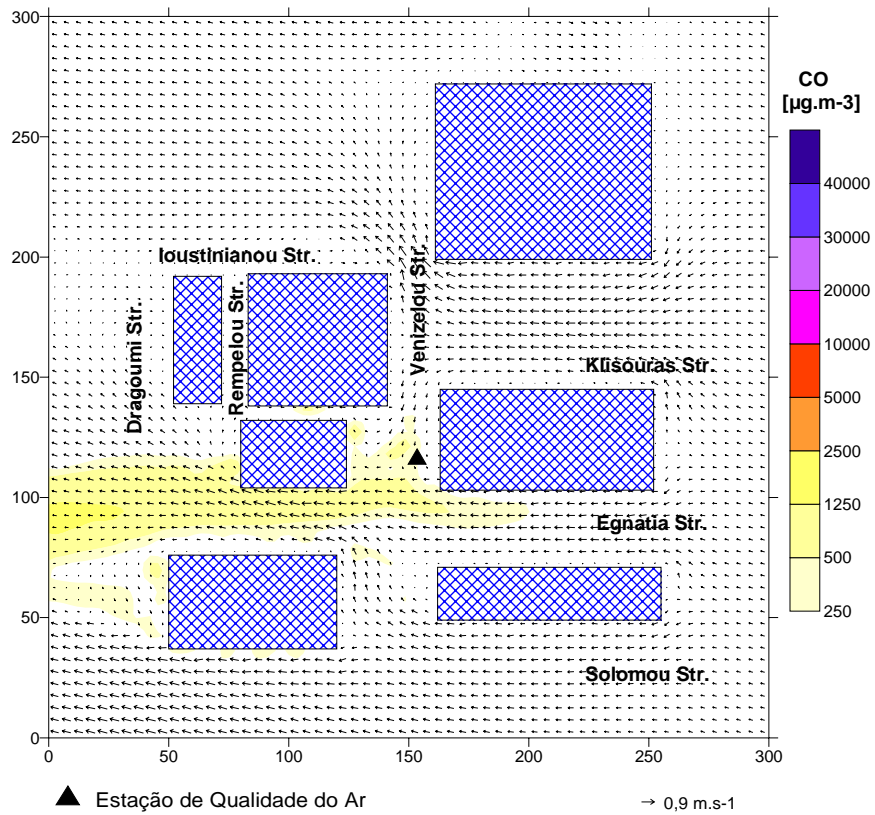 300
250
200
150
100
50
0
0
50
100
150
200
250
300
Ioustinianou Str.
Dragoumi Str.
Rempelou Str.
Venizelou Str.
Klisouras Str.
Egnatia Str.
Solomou Str.
CO
[µg.m-3]
40000
30000
20000
10000
5000
2500
1250
500
250
Estação de Qualidade do Ar
0,9 m.s-1